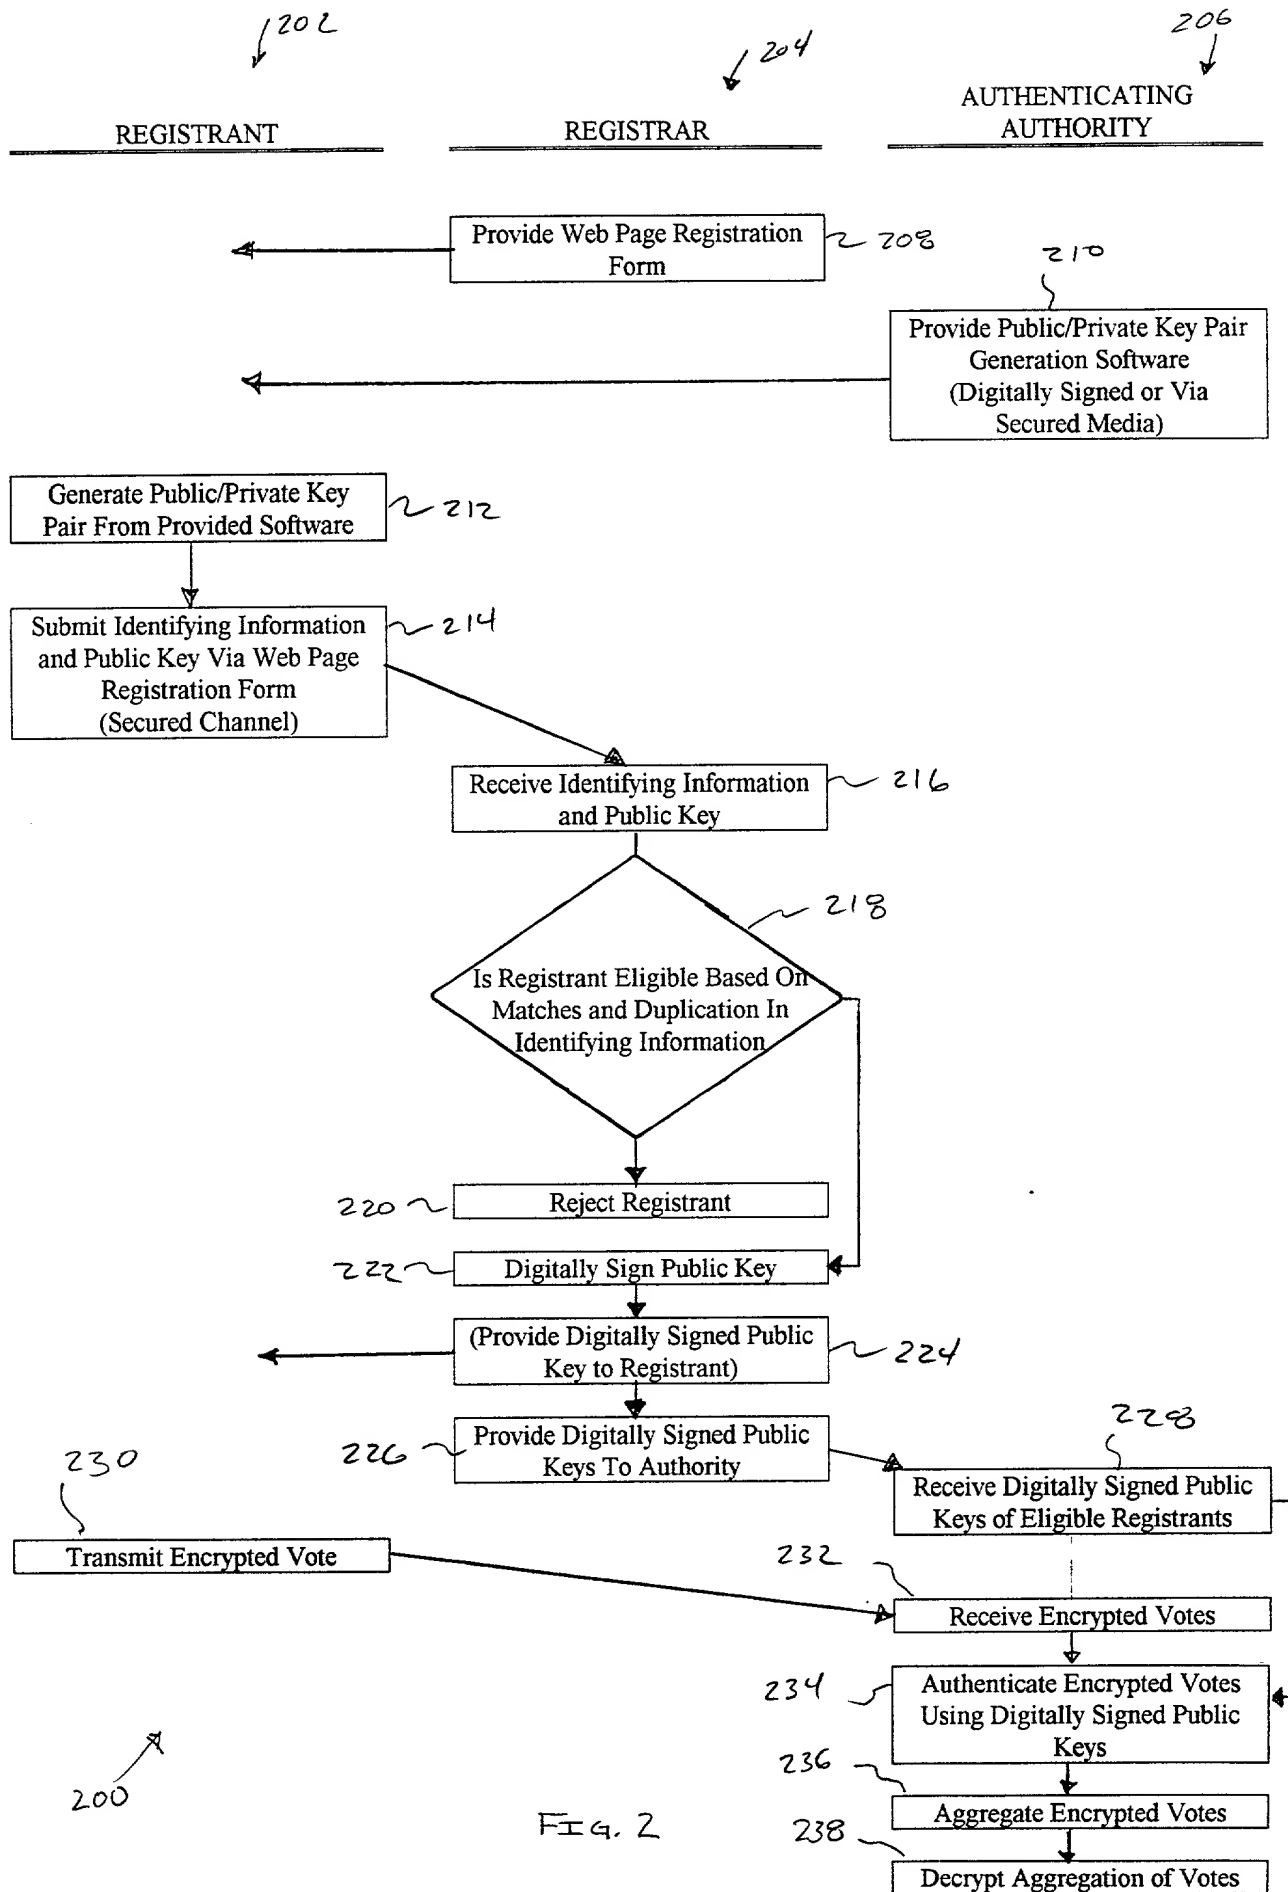 202
204
206
REGISTRANT
REGISTRAR
AUTHENTICATING
AUTHORITY
Provide Web Page Registration
Form
208
210
Provide Public/Private Key Pair
Generation Software
(Digitally Signed or Via
Secured Media)
Generate Public/Private Key
Pair From Provided Software
212
Submit Identifying Information
and Public Key Via Web Page
Registration Form
(Secured Channel)
214
Receive Identifying Information
and Public Key
216
218
Is Registrant Eligible Based On
Matches and Duplication In
Identifying Information
220
Reject Registrant
222
Digitally Sign Public Key
(Provide Digitally Signed Public
Key to Registrant)
224
226
Provide Digitally Signed Public
Keys To Authority
228
Receive Digitally Signed Public
Keys of Eligible Registrants
230
Transmit Encrypted Vote
232
Receive Encrypted Votes
234
Authenticate Encrypted Votes
Using Digitally Signed Public
Keys
236
Aggregate Encrypted Votes
238
Decrypt Aggregation of Votes
200
FIG. 2